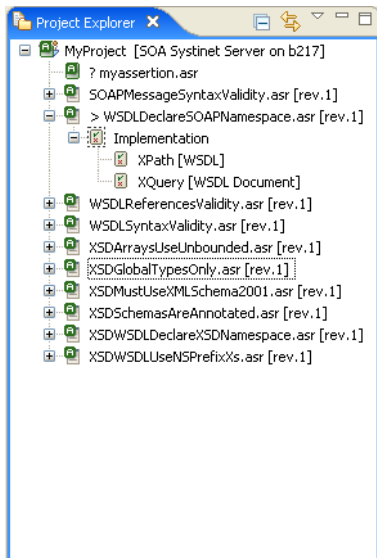 Project Explorer
MyProject [SOA Systinet Server on b217]
? myassertion.asr
SOAPMessageSyntaxValidity.asr [rev.1]
> WSDLDeclareSOAPNamespace.asr [rev.1]
Implementation
XPath [WSDL]
XQuery [WSDL Document]
WSDLReferencesValidity.asr [rev.1]
WSDLSyntaxValidity.asr [rev.1]
XSDArraysUseUnbounded.asr [rev.1]
XSDGlobalTypesOnly.asr [rev.1]
XSDMustUseXMLSchema2001.asr [rev.1]
XSDSchemasAreAnnotated.asr [rev.1]
XSDWSDLDeclareXSDNamespace.asr [rev.1]
XSDWSDLUseNSPrefixXs.asr [rev.1]